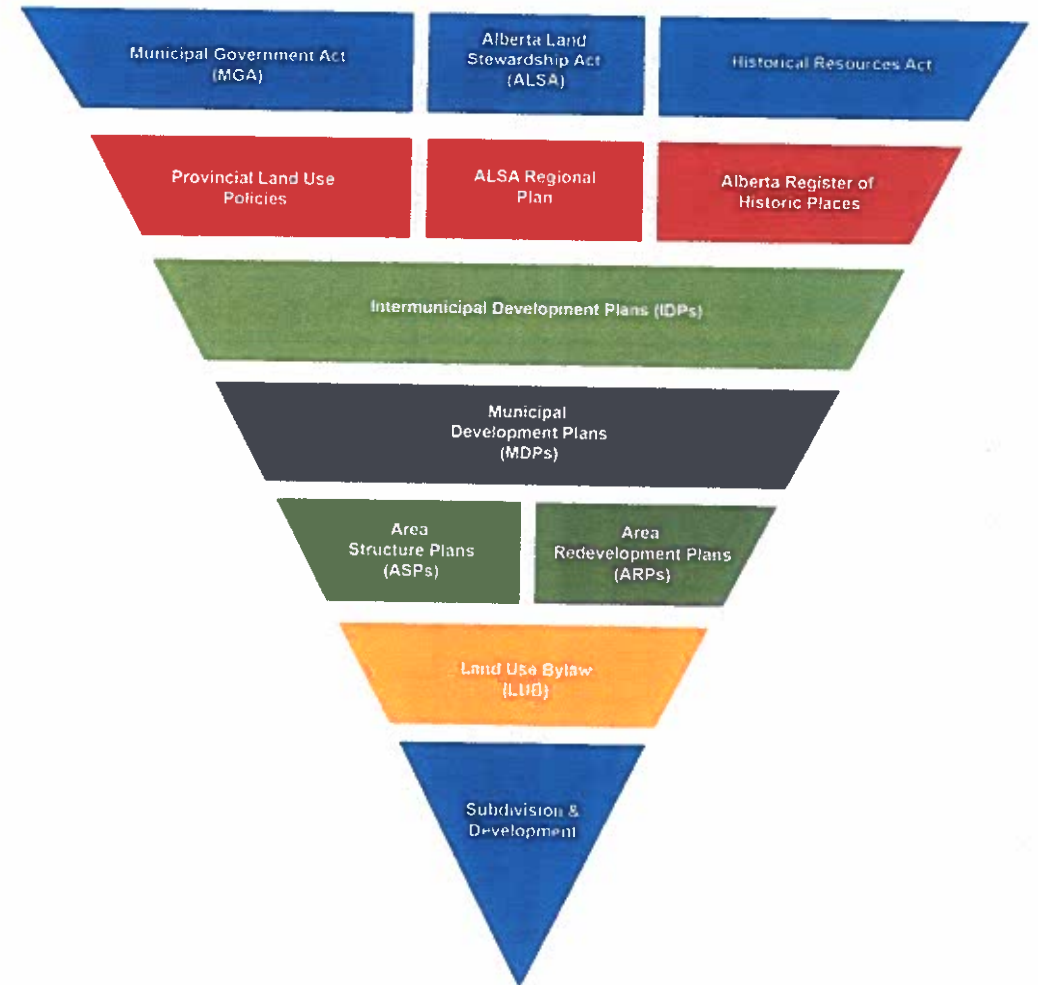 Municipal Government Act
(MGA)
Alberta Land
Stewardship Act
(ALSA)
Historical Resources Act
Provincial Land Use
Policies
ALSA Regional
Plan
Alberta Register of
Historic Places
Intermunicipal Development Plans (IDPs)
Municipal
Development Plans
(MDPs)
Area
Structure Plans
(ASPs)
Area
Redevelopment Plans
(ARPs)
Land Use Bylaw
(LUB)
Subdivision &
Development